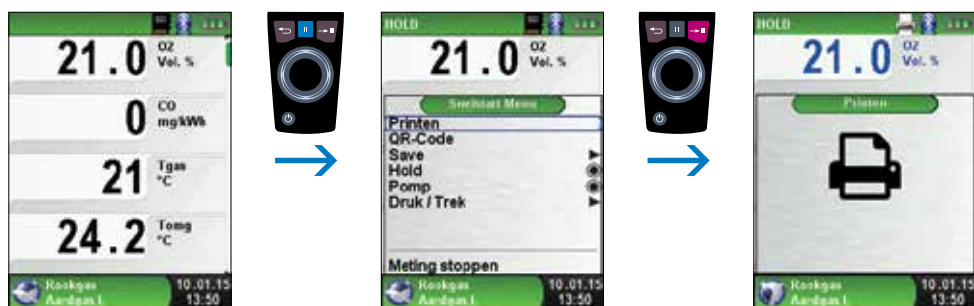 21.0 O2 Vol. %
0 CO mg/kWh
21 Tgas °C
24.2 Tomg °C
Rookgas 10.01.15
Aardgas L 13:50
HOLD
21.0 O2 Vol. %
Snelstart Menu
Printen
QR-Code
Save
Hold
Pomp
Druk / Trek
Meting stoppen
Rookgas 10.01.15
Aardgas L 13:50
HOLD
21.0 O2 Vol. %
Printen
Rookgas 10.01.15
Aardgas L 13:50